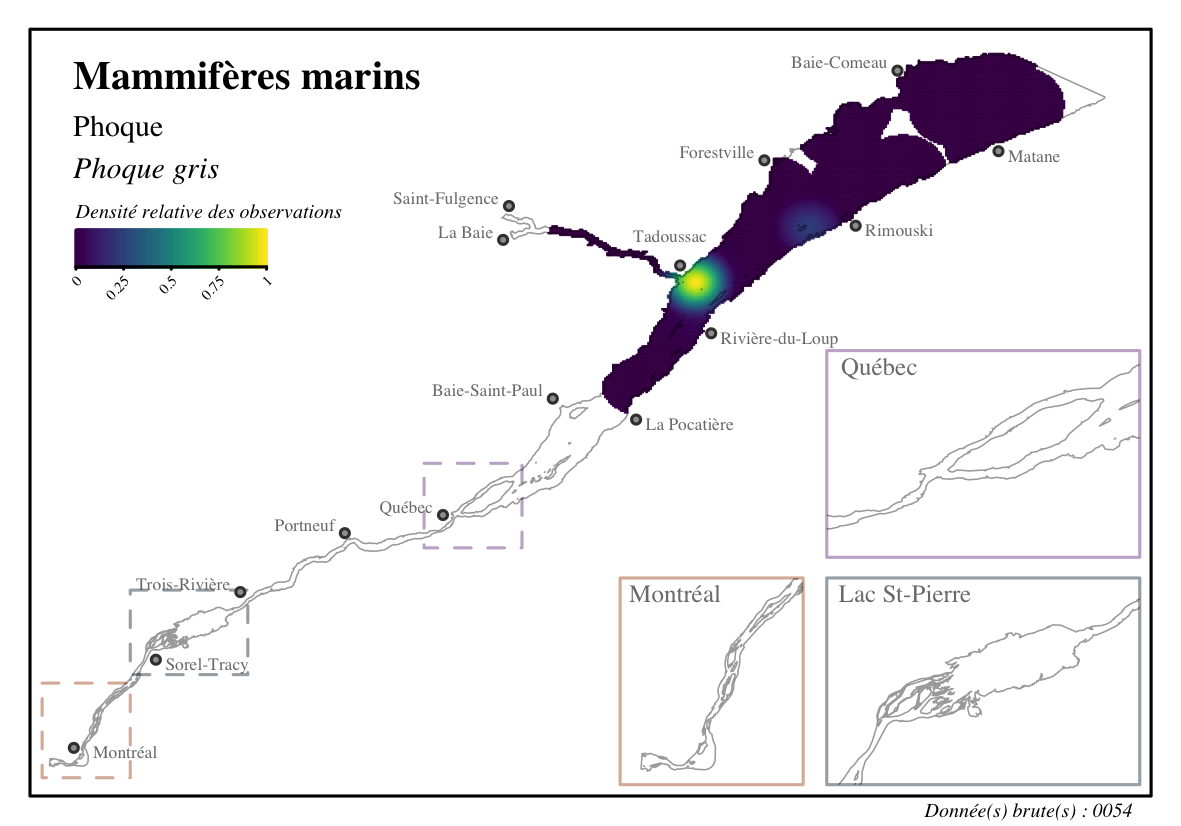 Mammifères marins
Phoque
Phoque gris
Densité relative des observations
0
0.25
0.5
0.75
1
Baie-Comeau
Forestville
Matane
Saint-Fulgence
La Baie
Tadoussac
Rimouski
Rivière-du-Loup
Baie-Saint-Paul
La Pocatière
Québec
Québec
Portneuf
Trois-Rivière
Sorel-Tracy
Montréal
Montréal
Lac St-Pierre
Donnée(s) brute(s) : 0054